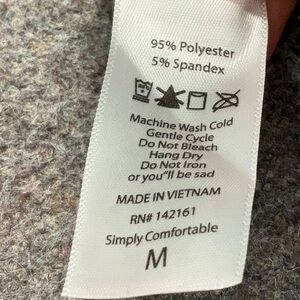 95% Polyester
5% Spandex
Machine Wash Cold
Gentle Cycle
Do Not Bleach
Hang Dry
Do Not Iron
or you"ll be sad
MADE IN VIETNAM
RN# 142161
Simply Comfortable
M